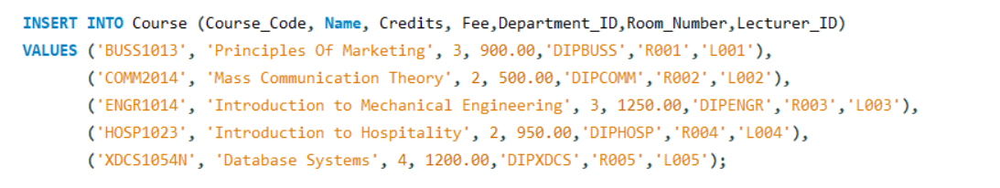 INSERT INTO Course (Course_Code, Name, Credits, Fee,Department_ID,Room_Number,Lecturer_ID)
VALUES ('BUSS1013', 'Principles Of Marketing', 3, 900.00,'DIPBUSS','R001','L001'),
('COMM2014', 'Mass Communication Theory', 2, 500.00,'DIPCOMM','R002','L002'),
('ENGR1014', 'Introduction to Mechanical Engineering', 3, 1250.00,'DIPENGR','R003','L003'),
('HOSP1023', 'Introduction to Hospitality', 2, 950.00,'DIPHOSP','R004','L004'),
('XDCS1054N', 'Database Systems', 4, 1200.00,'DIPXDCS','R005','L005');